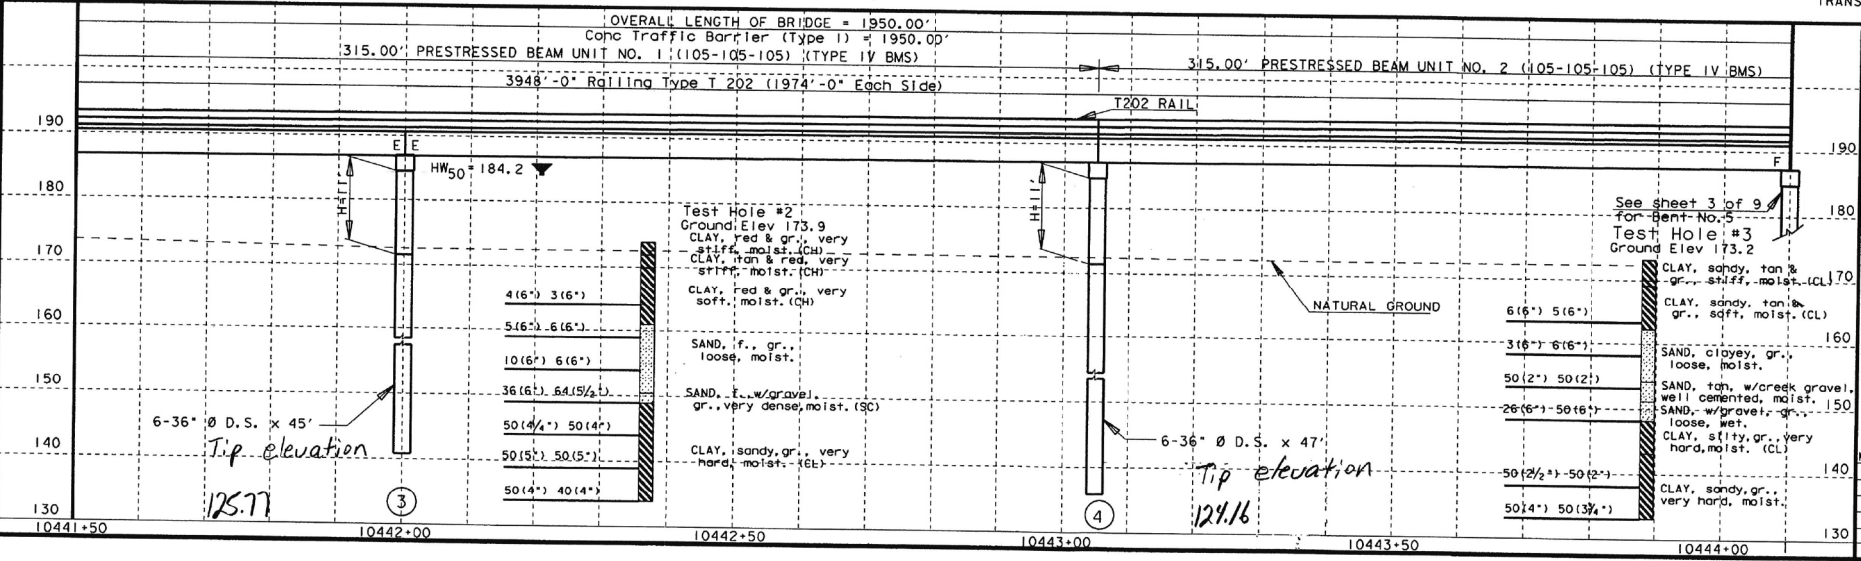 TRANS
OVERALL LENGTH OF BRIDGE = 1950.00'
Conc Traffic Barrier (Type 1) = 1950.00'
315.00' PRESTRESSED BEAM UNIT NO. 1 (105-105-105) (TYPE IV BMS)
315.00' PRESTRESSED BEAM UNIT NO. 2 (105-105-105) (TYPE IV BMS)
3948'-0" Railing Type T 202 (1974'-0" Each Side)
T202 RAIL
190
180
170
160
150
140
130
E E
HW50 = 184.2
H=11'
6-36" Ø D.S. x 45'
Tip elevation
125.77
3
Test Hole #2
Ground Elev 173.9
CLAY, red & gr., very
stiff, moist. (CH)
CLAY, tan & red, very
stiff, moist. (CH)
CLAY, red & gr., very
soft, moist. (CH)
SAND, f., gr.,
loose, moist.
SAND, f., w/gravel,
gr., very dense, moist. (SC)
CLAY, sandy, gr., very
hard, moist. (CL)
4(6") 3(6")
5(6") 6(6")
10(6") 6(6")
36(6") 64(5½")
50(4¼") 50(4")
50(5") 50(5")
50(4") 40(4")
H=11'
6-36" Ø D.S. x 47'
Tip elevation
124.16
4
NATURAL GROUND
F
See sheet 3 of 9
for Bent No.5
Test Hole #3
Ground Elev 173.2
CLAY, sandy, tan &
gr., stiff, moist. (CL)
CLAY, sandy, tan &
gr., soft, moist. (CL)
SAND, clayey, gr.,
loose, moist.
SAND, tan, w/creek gravel,
well cemented, moist.
SAND, w/gravel, gr.,
loose, wet.
CLAY, silty, gr., very
hard, moist. (CL)
CLAY, sandy, gr.,
very hard, moist.
6(6") 5(6")
3(6") 6(6")
50(2") 50(2")
26(6") 50(6")
50(2½") 50(2")
50(4") 50(3¾")
190
180
170
160
150
140
130
10441+50
10442+00
10442+50
10443+00
10443+50
10444+00